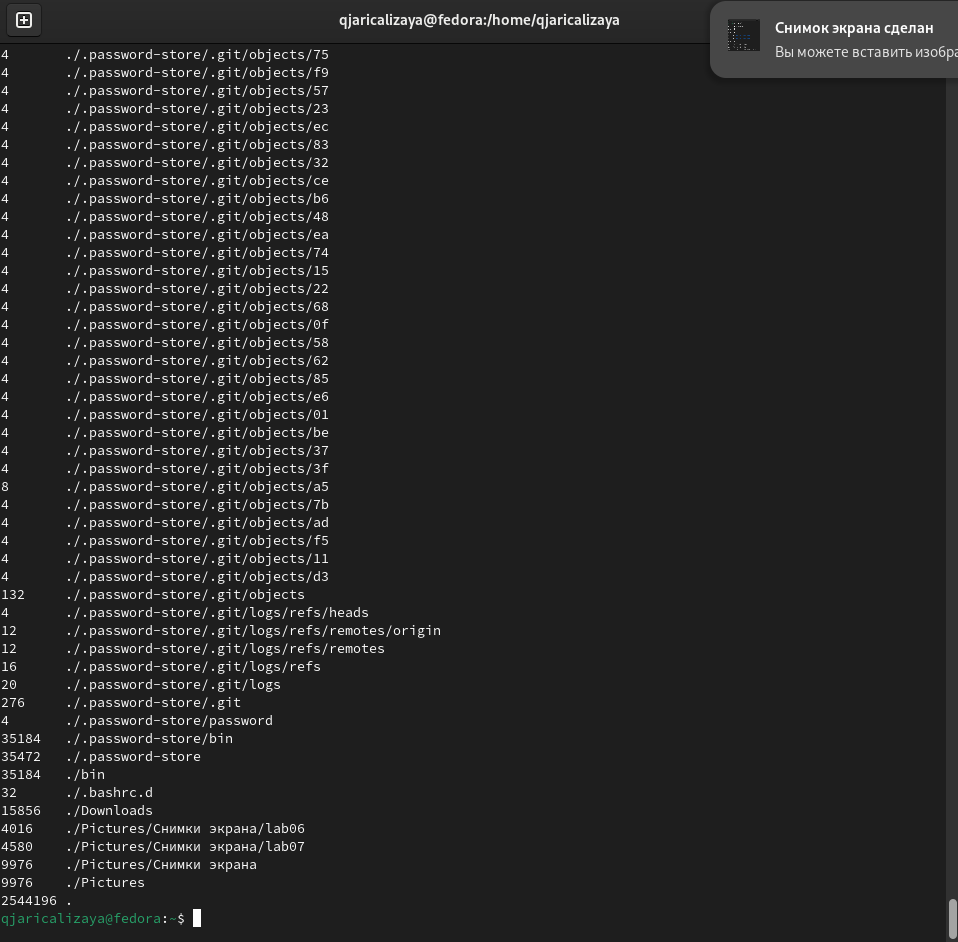 qjaricalizaya@fedora:/home/qjaricalizaya
Снимок экрана сделан
Вы можете вставить изобра
4 ./.password-store/.git/objects/75
4 ./.password-store/.git/objects/f9
4 ./.password-store/.git/objects/57
4 ./.password-store/.git/objects/23
4 ./.password-store/.git/objects/ec
4 ./.password-store/.git/objects/83
4 ./.password-store/.git/objects/32
4 ./.password-store/.git/objects/ce
4 ./.password-store/.git/objects/b6
4 ./.password-store/.git/objects/48
4 ./.password-store/.git/objects/ea
4 ./.password-store/.git/objects/74
4 ./.password-store/.git/objects/15
4 ./.password-store/.git/objects/22
4 ./.password-store/.git/objects/68
4 ./.password-store/.git/objects/0f
4 ./.password-store/.git/objects/58
4 ./.password-store/.git/objects/62
4 ./.password-store/.git/objects/85
4 ./.password-store/.git/objects/e6
4 ./.password-store/.git/objects/01
4 ./.password-store/.git/objects/be
4 ./.password-store/.git/objects/37
4 ./.password-store/.git/objects/3f
8 ./.password-store/.git/objects/a5
4 ./.password-store/.git/objects/7b
4 ./.password-store/.git/objects/ad
4 ./.password-store/.git/objects/f5
4 ./.password-store/.git/objects/11
4 ./.password-store/.git/objects/d3
132 ./.password-store/.git/objects
4 ./.password-store/.git/logs/refs/heads
12 ./.password-store/.git/logs/refs/remotes/origin
12 ./.password-store/.git/logs/refs/remotes
16 ./.password-store/.git/logs/refs
20 ./.password-store/.git/logs
276 ./.password-store/.git
4 ./.password-store/password
35184 ./.password-store/bin
35472 ./.password-store
35184 ./bin
32 ./.bashrc.d
15856 ./Downloads
4016 ./Pictures/Снимки экрана/lab06
4580 ./Pictures/Снимки экрана/lab07
9976 ./Pictures/Снимки экрана
9976 ./Pictures
2544196 .
qjaricalizaya@fedora:~$